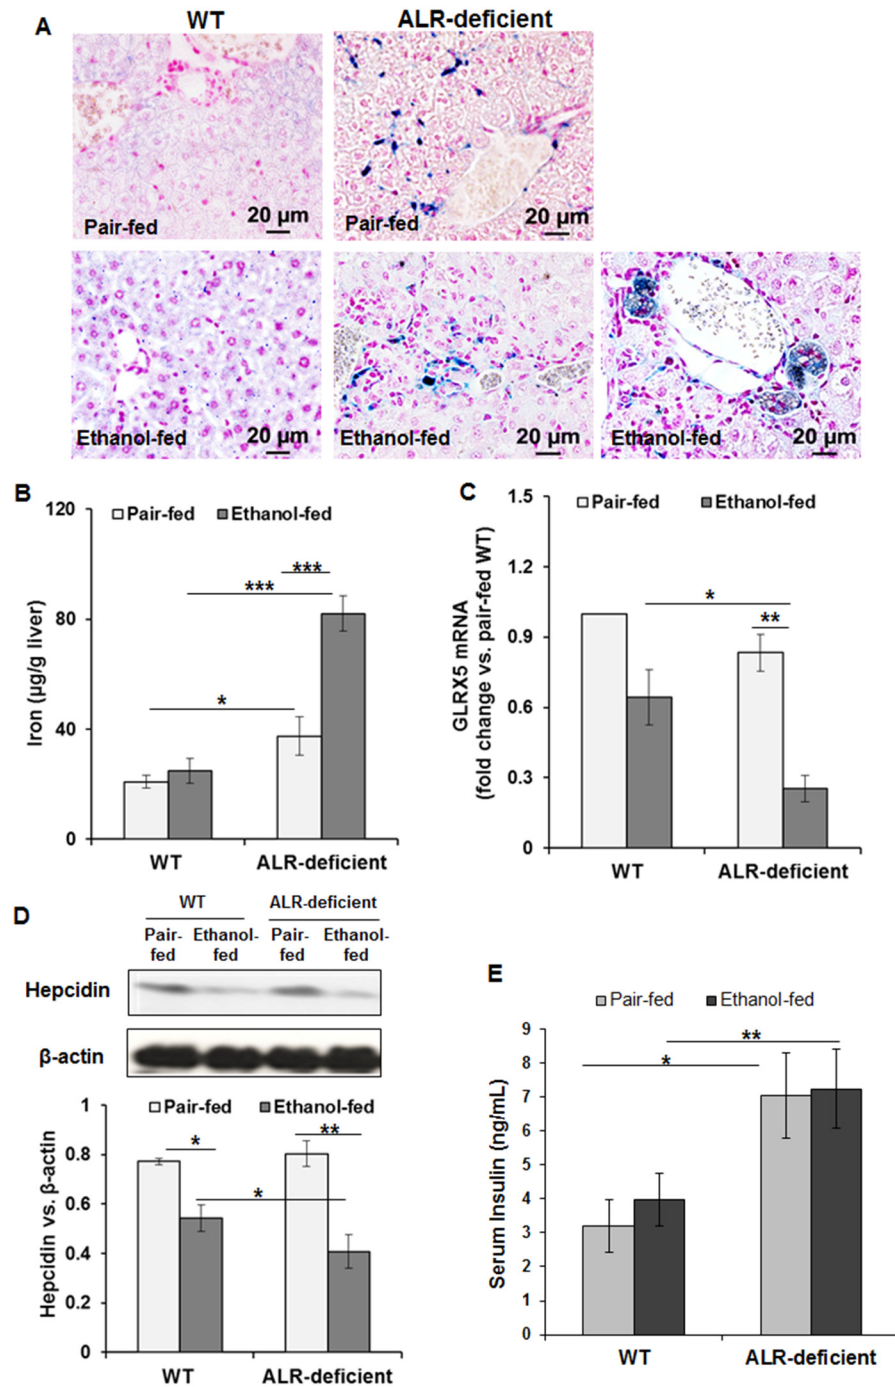 A
WT
ALR-deficient
Pair-fed
20 µm
Pair-fed
20 µm
Ethanol-fed
20 µm
Ethanol-fed
20 µm
Ethanol-fed
20 µm
B
Pair-fed
Ethanol-fed
Iron (µg/g liver)
120
80
40
0
***
***
*
WT
ALR-deficient
C
Pair-fed
Ethanol-fed
GLRX5 mRNA
(fold change vs. pair-fed WT)
1.5
1.2
0.9
0.6
0.3
0
*
**
WT
ALR-deficient
D
WT
ALR-deficient
Pair-
fed
Ethanol-
fed
Pair-
fed
Ethanol-
fed
Hepcidin
β-actin
Pair-fed
Ethanol-fed
Hepcidin vs. β-actin
1
0.8
0.6
0.4
0.2
0
*
**
*
WT
ALR-deficient
E
Pair-fed
Ethanol-fed
Serum Insulin (ng/mL)
9
8
7
6
5
4
3
2
1
0
**
*
WT
ALR-deficient